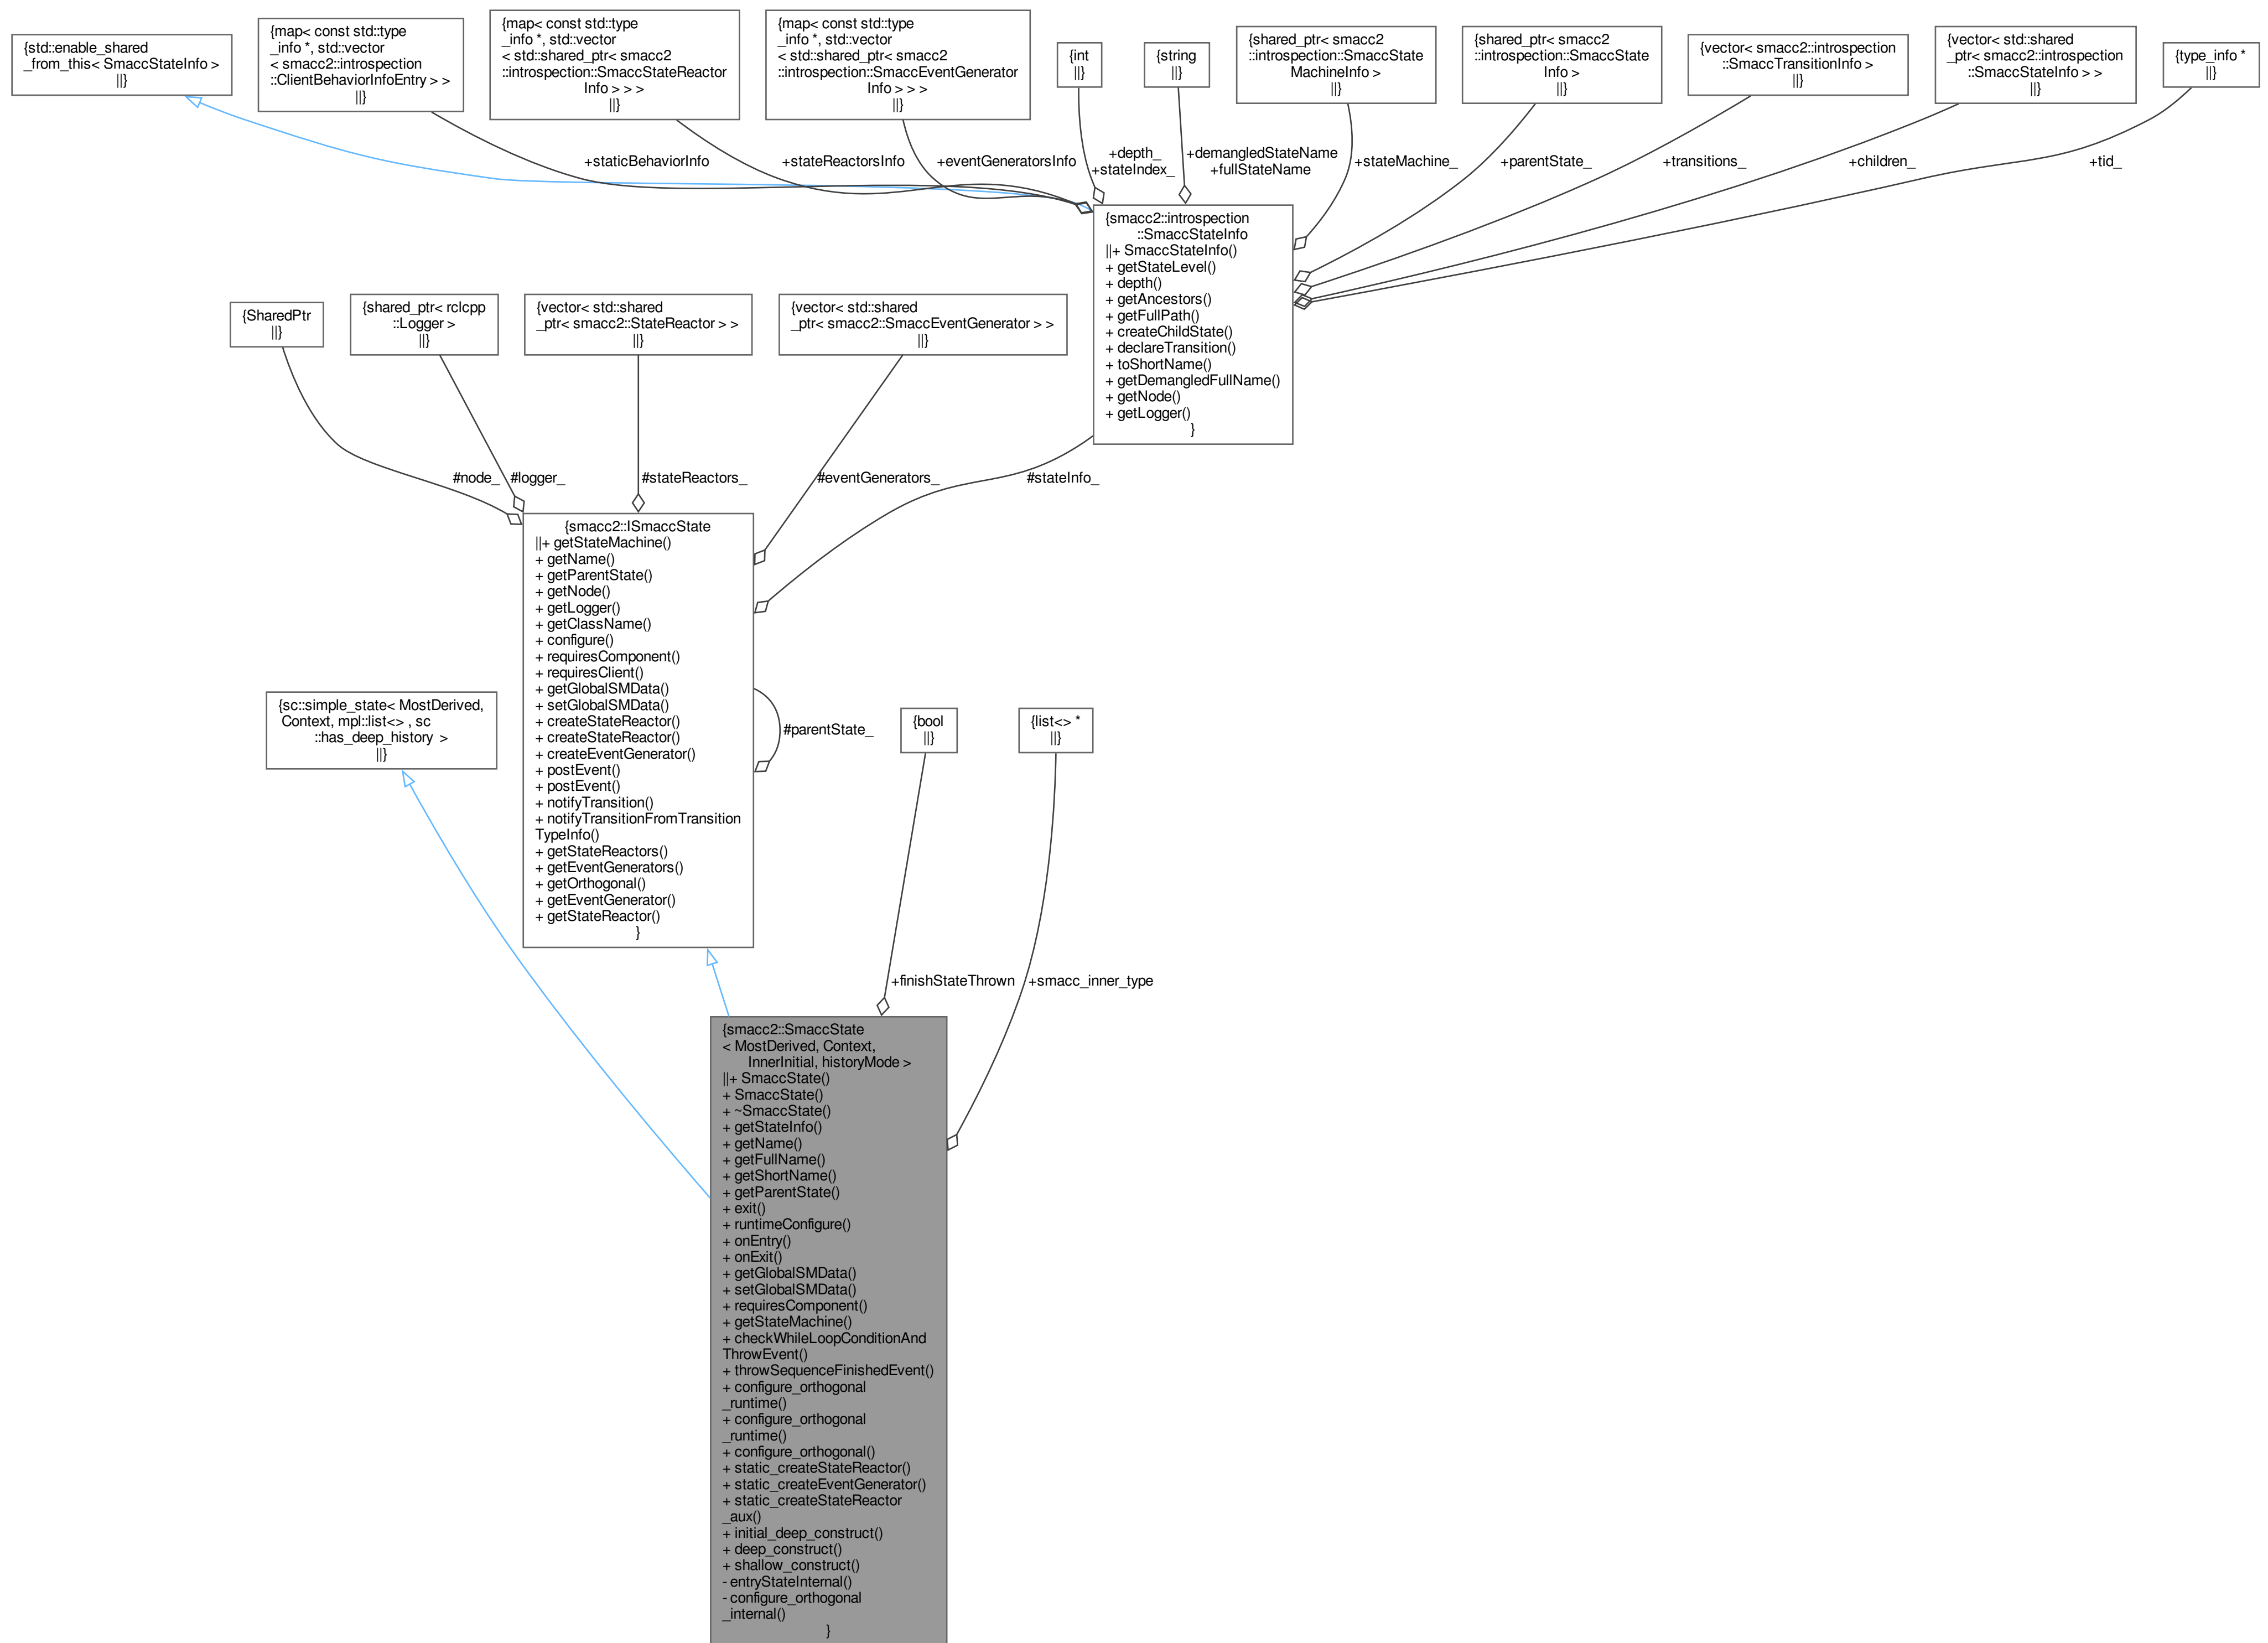 {std::enable_shared
_from_this< SmaccStateInfo >
||}
{map< const std::type
_info *, std::vector
< smacc2::introspection
::ClientBehaviorInfoEntry > >
||}
{map< const std::type
_info *, std::vector
< std::shared_ptr< smacc2
::introspection::SmaccStateReactor
Info > > >
||}
{map< const std::type
_info *, std::vector
< std::shared_ptr< smacc2
::introspection::SmaccEventGenerator
Info > > >
||}
{int
||}
{string
||}
{shared_ptr< smacc2
::introspection::SmaccState
MachineInfo >
||}
{shared_ptr< smacc2
::introspection::SmaccState
Info >
||}
{vector< smacc2::introspection
::SmaccTransitionInfo >
||}
{vector< std::shared
_ptr< smacc2::introspection
::SmaccStateInfo > >
||}
{type_info *
||}
+staticBehaviorInfo
+stateReactorsInfo
+eventGeneratorsInfo
+depth_
+stateIndex_
+demangledStateName
+fullStateName
+stateMachine_
+parentState_
+transitions_
+children_
+tid_
{smacc2::introspection
::SmaccStateInfo
||+ SmaccStateInfo()
+ getStateLevel()
+ depth()
+ getAncestors()
+ getFullPath()
+ createChildState()
+ declareTransition()
+ toShortName()
+ getDemangledFullName()
+ getNode()
+ getLogger()
}
{SharedPtr
||}
{shared_ptr< rclcpp
::Logger >
||}
{vector< std::shared
_ptr< smacc2::StateReactor > >
||}
{vector< std::shared
_ptr< smacc2::SmaccEventGenerator > >
||}
#node_
#logger_
#stateReactors_
#eventGenerators_
#stateInfo_
{smacc2::ISmaccState
||+ getStateMachine()
+ getName()
+ getParentState()
+ getNode()
+ getLogger()
+ getClassName()
+ configure()
+ requiresComponent()
+ requiresClient()
+ getGlobalSMData()
+ setGlobalSMData()
+ createStateReactor()
+ createStateReactor()
+ createEventGenerator()
+ postEvent()
+ postEvent()
+ notifyTransition()
+ notifyTransitionFromTransition
TypeInfo()
+ getStateReactors()
+ getEventGenerators()
+ getOrthogonal()
+ getEventGenerator()
+ getStateReactor()
}
#parentState_
{sc::simple_state< MostDerived,
Context, mpl::list<> , sc
::has_deep_history >
||}
{bool
||}
{list<> *
||}
+finishStateThrown
+smacc_inner_type
{smacc2::SmaccState
< MostDerived, Context,
InnerInitial, historyMode >
||+ SmaccState()
+ SmaccState()
+ ~SmaccState()
+ getStateInfo()
+ getName()
+ getFullName()
+ getShortName()
+ getParentState()
+ exit()
+ runtimeConfigure()
+ onEntry()
+ onExit()
+ getGlobalSMData()
+ setGlobalSMData()
+ requiresComponent()
+ getStateMachine()
+ checkWhileLoopConditionAnd
ThrowEvent()
+ throwSequenceFinishedEvent()
+ configure_orthogonal
_runtime()
+ configure_orthogonal
_runtime()
+ configure_orthogonal()
+ static_createStateReactor()
+ static_createEventGenerator()
+ static_createStateReactor
_aux()
+ initial_deep_construct()
+ deep_construct()
+ shallow_construct()
- entryStateInternal()
- configure_orthogonal
_internal()
}